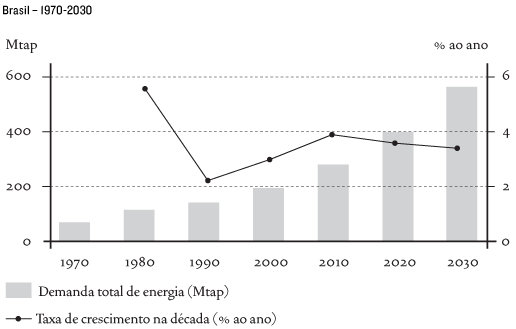 Brasil – 1970-2030
Mtap % ao ano
600 6
400 4
200 2
0 0
1970 1980 1990 2000 2010 2020 2030
Demanda total de energia (Mtap)
Taxa de crescimento na década (% ao ano)